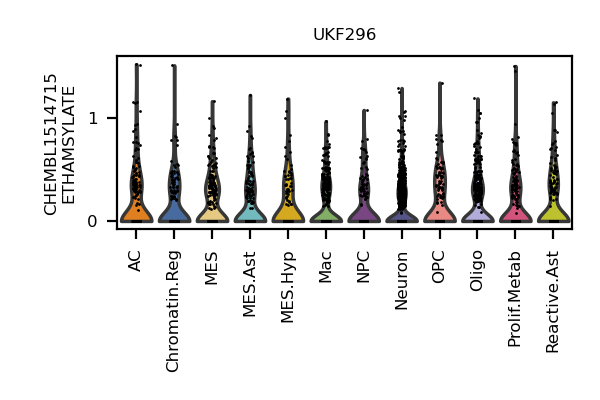 UKF296
CHEMBL1514715
ETHAMSYLATE
1
0
AC
Chromatin.Reg
MES
MES.Ast
MES.Hyp
Mac
NPC
Neuron
OPC
Oligo
Prolif.Metab
Reactive.Ast